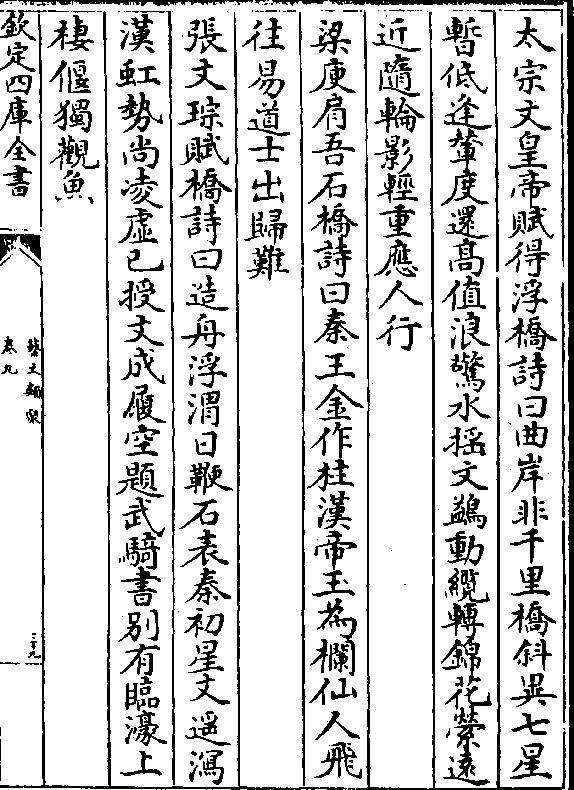 太宗文皇帝賦得浮橋詩曰曲岸非千里橋斜異七星
暫低逢輦度還髙值浪驚水揺文鷁動纜轉錦花縈遠
近隨輪影輕重應人行
梁庾肩吾石橋詩曰秦王金作柱漢帝玉為欄仙人飛
往易道士出歸難
張文琮賦橋詩曰造舟浮渭日鞭石表秦初星文遥瀉
漢虹勢尚凌虛已授文成履空題武騎書別有臨濠上
棲偃獨觀魚
欽定四庫全書
藝文類聚
卷九
三十九